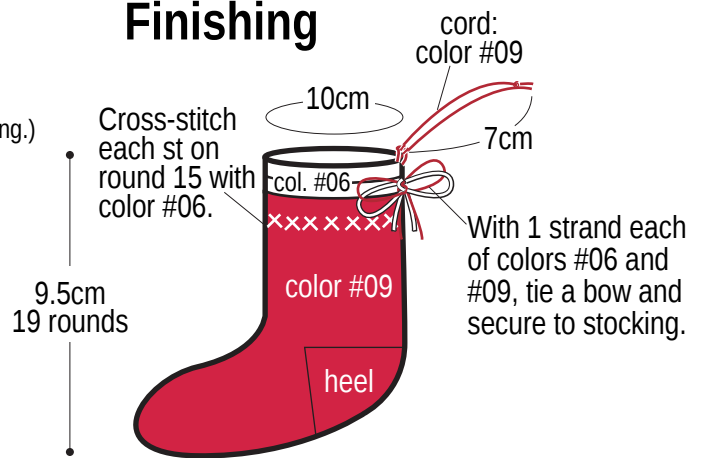 Finishing
cord:
color #09
10cm
7cm
ng.)
Cross-stitch
each st on
round 15 with
color #06.
col. #06
With 1 strand each
of colors #06 and
#09, tie a bow and
secure to stocking.
color #09
9.5cm
19 rounds
heel